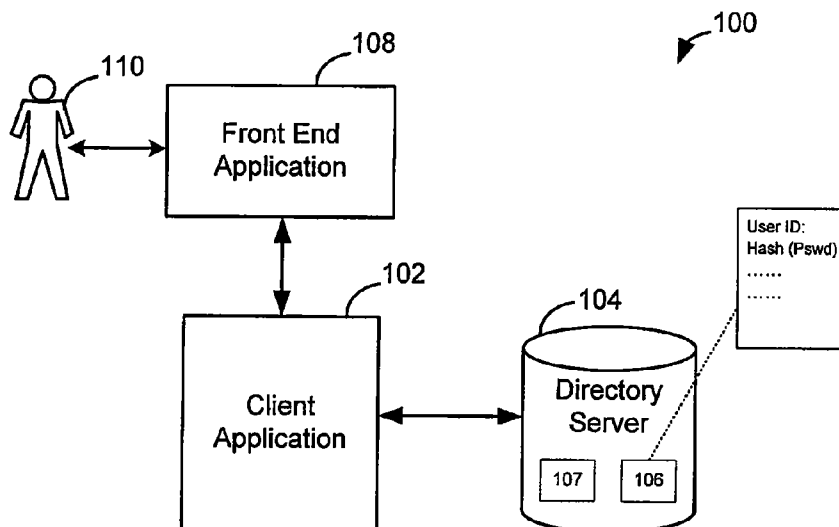 100
108
110
Front End
Application
User ID:
Hash (Pswd)
......
......
102
104
Client
Application
Directory
Server
107
106